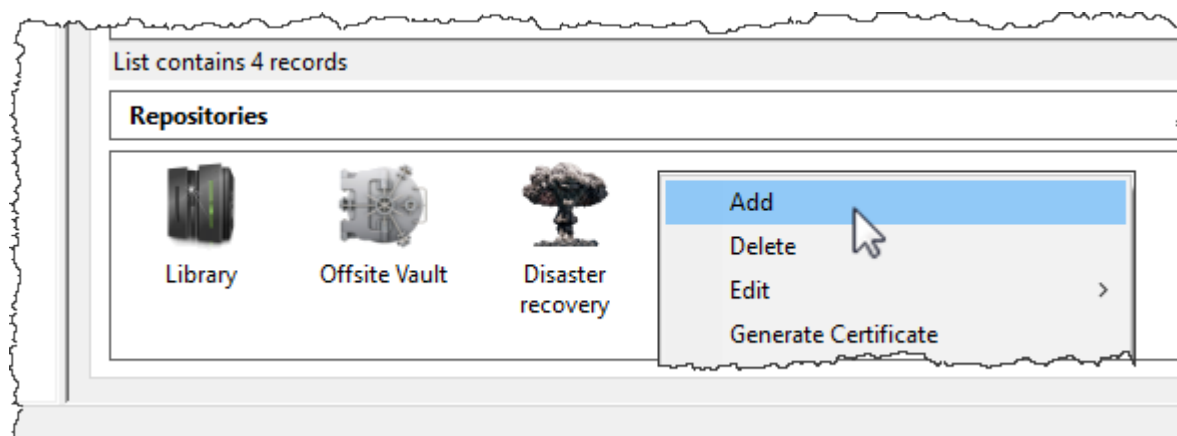 List contains 4 records
Repositories
Library
Offsite Vault
Disaster
recovery
Add
Delete
Edit
Generate Certificate